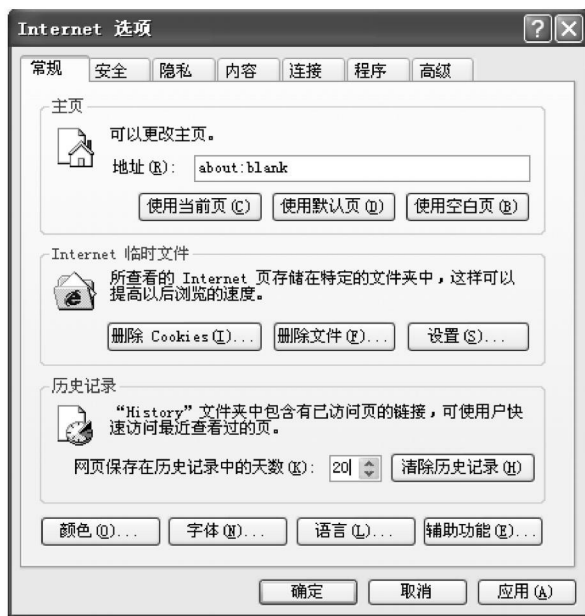 Internet 选项
常规 安全 隐私 内容 连接 程序 高级
主页
可以更改主页。
地址(R): about:blank
使用当前页(C) 使用默认页(D) 使用空白页(B)
Internet 临时文件
所查看的 Internet 页存储在特定的文件夹中，这样可以
提高以后浏览的速度。
删除 Cookies(I)... 删除文件(F)... 设置(S)...
历史记录
“History”文件夹中包含有已访问页的链接，可使用户快
速访问最近查看过的页。
网页保存在历史记录中的天数(K): 20 清除历史记录(H)
颜色(O)... 字体(N)... 语言(L)... 辅助功能(E)...
确定 取消 应用(A)